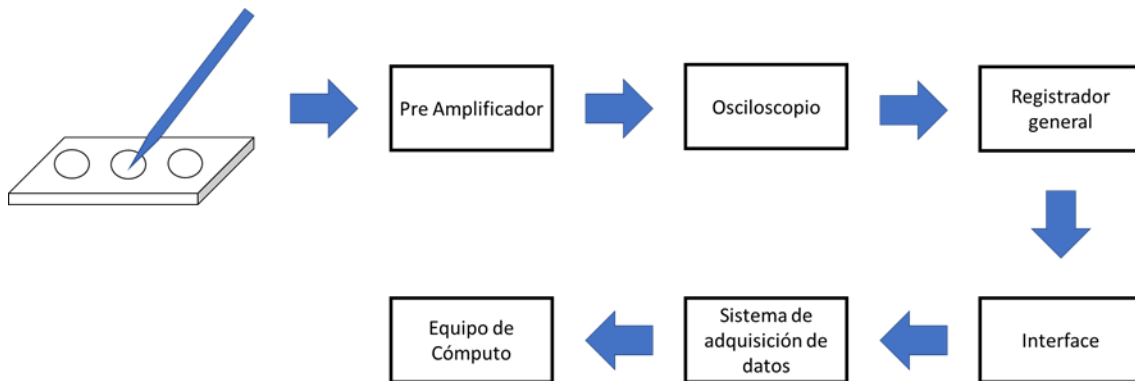 Pre Amplificador
Osciloscopio
Registrador
general
Equipo de
Cómputo
Sistema de
adquisición de
datos
Interface